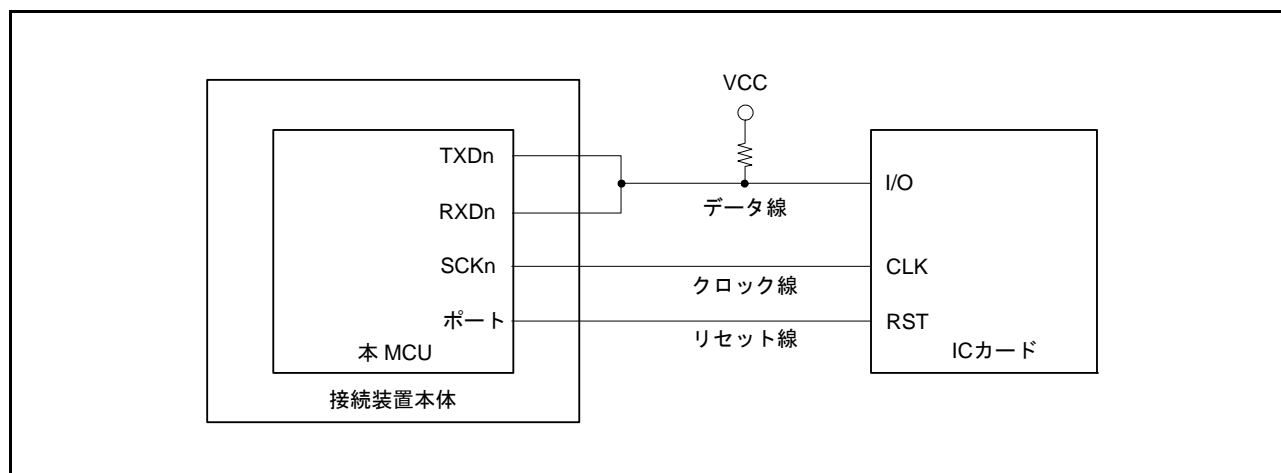 VCC
TXDn
I/O
データ線
RXDn
SCKn
CLK
クロック線
ポート
RST
リセット線
本 MCU
ICカード
接続装置本体